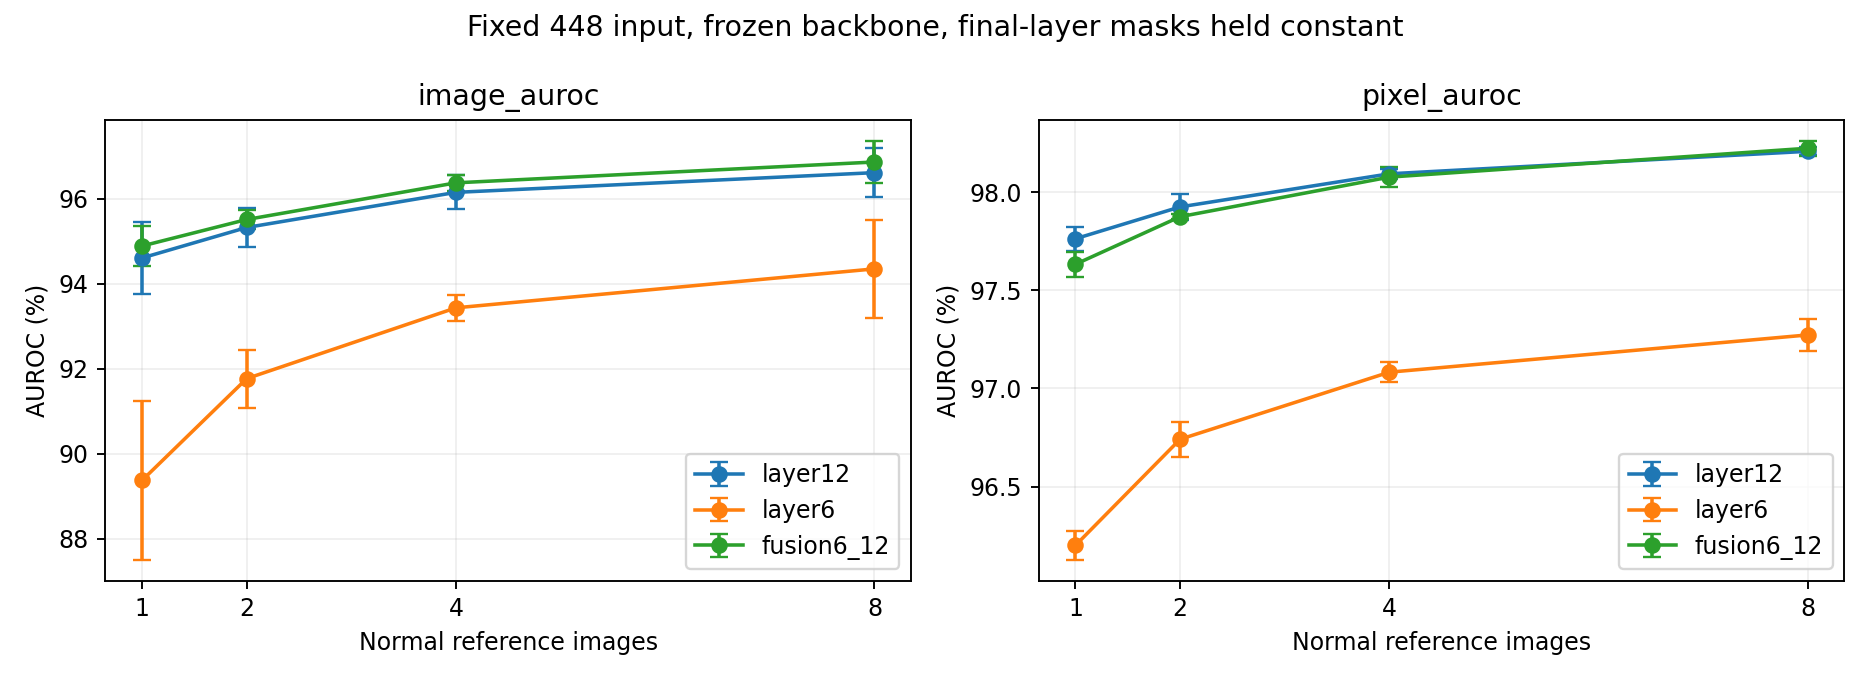 Fixed 448 input, frozen backbone, final-layer masks held constant
image_auroc
AUROC (%)
96
94
92
90
88
layer12
layer6
fusion6_12
1
2
4
8
Normal reference images
pixel_auroc
AUROC (%)
98.0
97.5
97.0
96.5
layer12
layer6
fusion6_12
1
2
4
8
Normal reference images